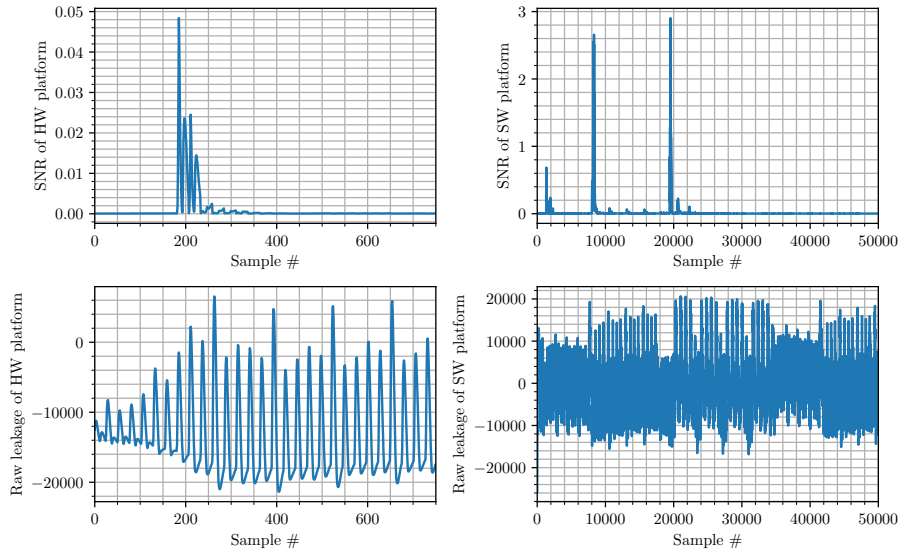 0.05
0.04
0.03
0.02
0.01
0.00
SNR of HW platform
0 200 400 600
Sample #
3
2
1
0
SNR of SW platform
0 10000 20000 30000 40000 50000
Sample #
0
−10000
−20000
Raw leakage of HW platform
0 200 400 600
Sample #
20000
10000
0
−10000
−20000
Raw leakage of SW platform
0 10000 20000 30000 40000 50000
Sample #